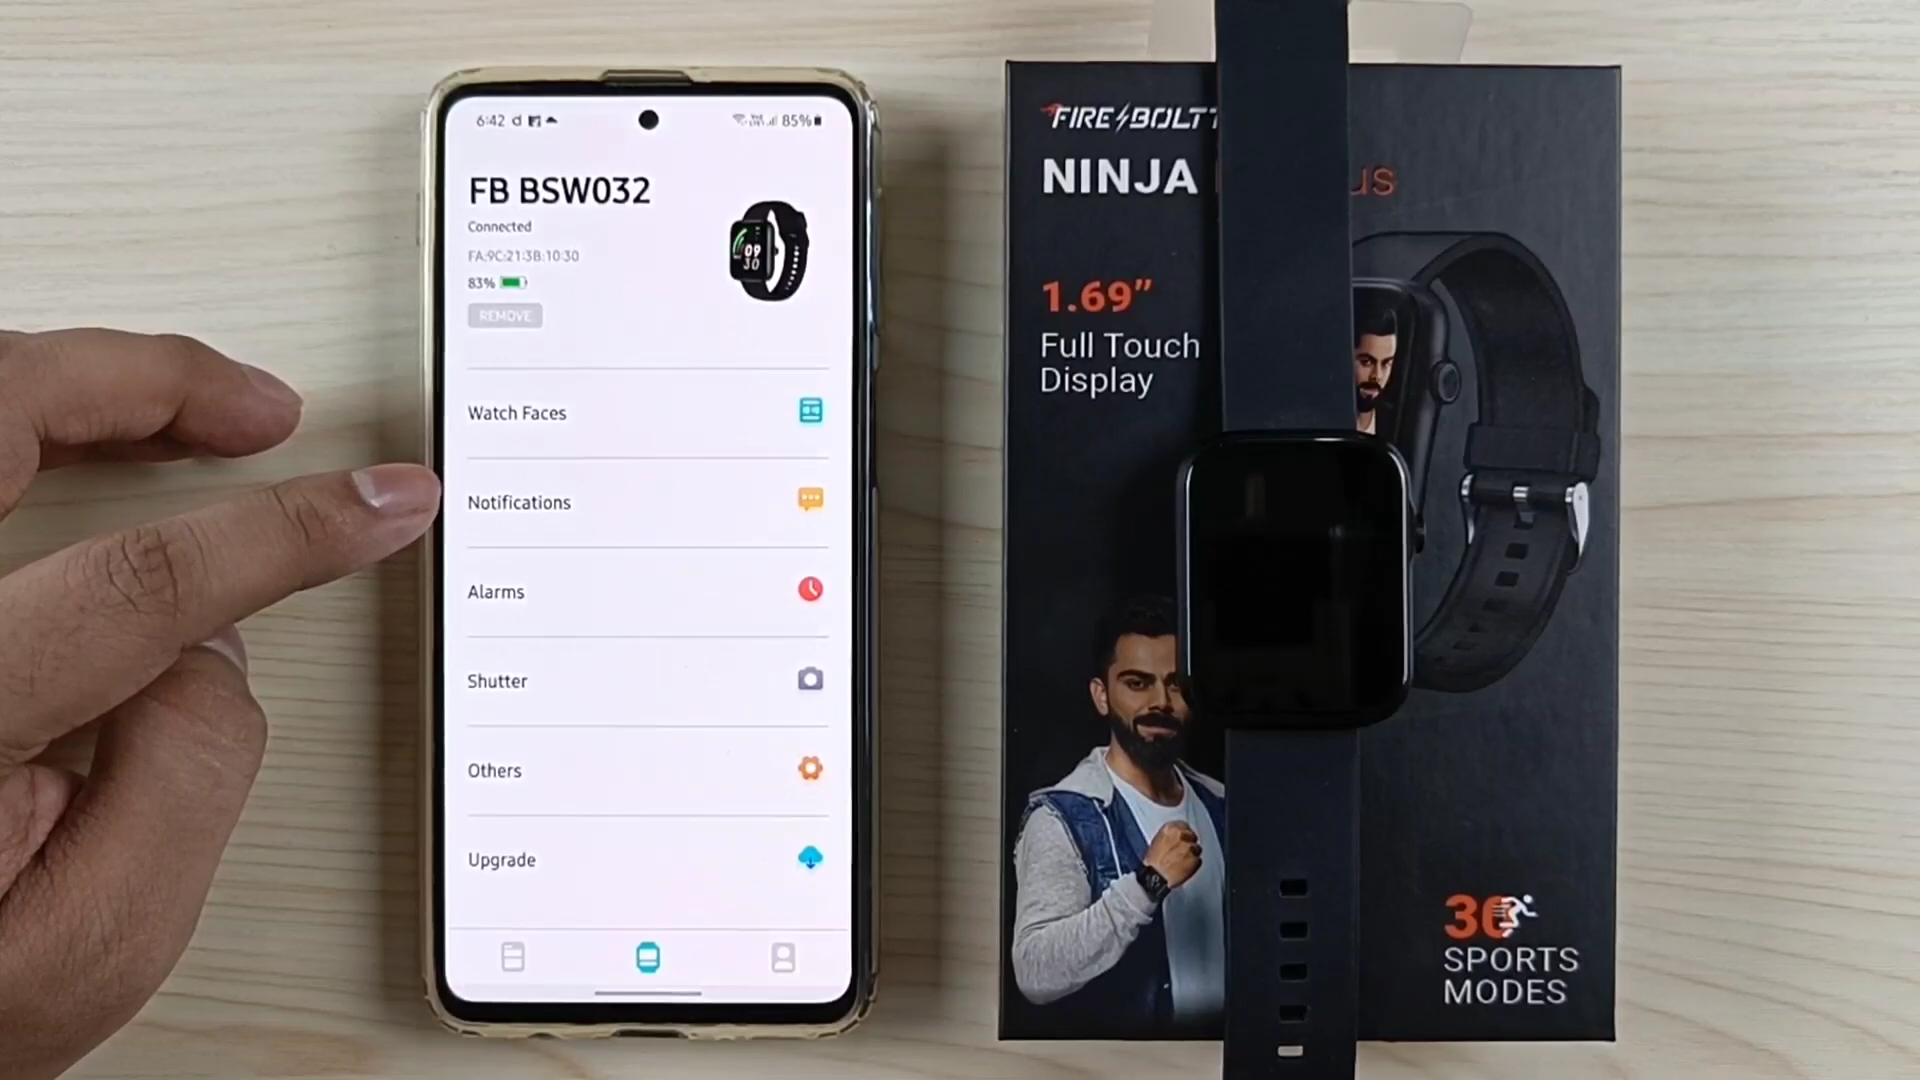 6:42
85%
FB BSW032
Connected
FA:9C:21:3B:10:30
83%
REMOVE
Watch Faces
Notifications
Alarms
Shutter
Others
Upgrade
FIRE BOLTT
NINJA
1.69”
Full Touch
Display
30
SPORTS
MODES